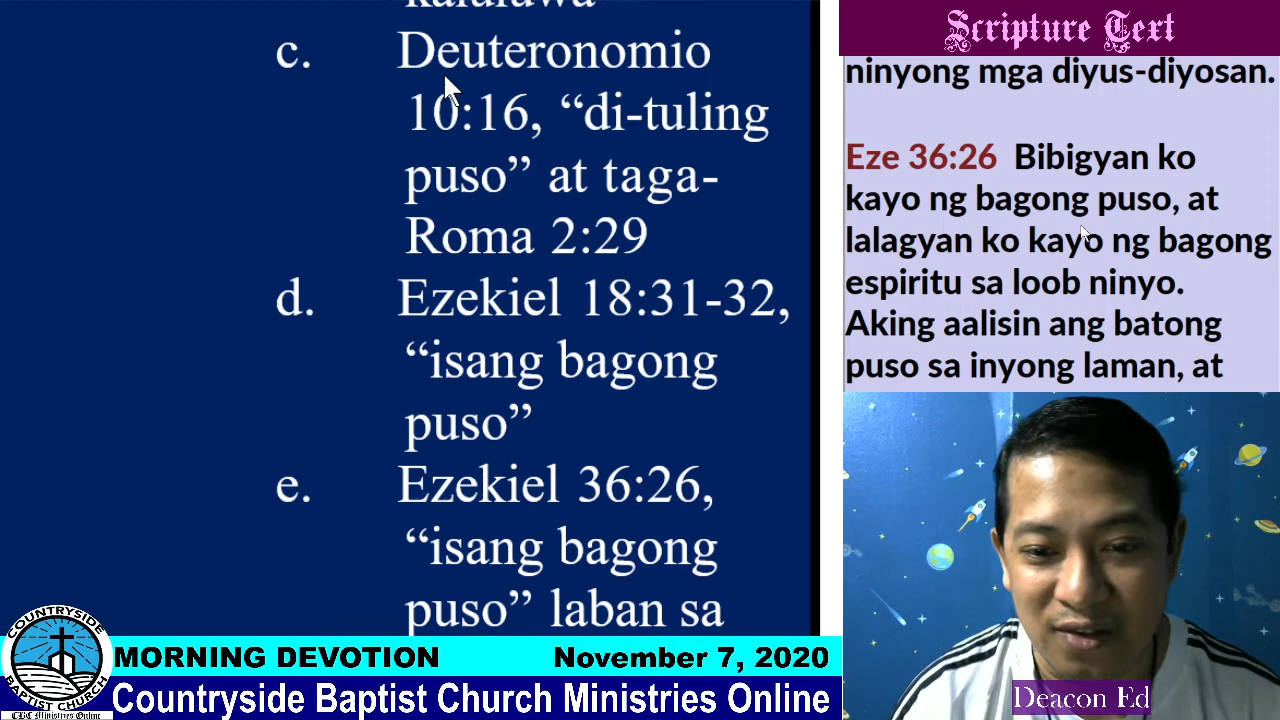 c. Deuteronomio
10:16, “di-tuling
puso” at taga-
Roma 2:29
d. Ezekiel 18:31-32,
“isang bagong
puso”
e. Ezekiel 36:26,
“isang bagong
puso” laban sa
Scripture Text
ninyong mga diyus-diyosan.
Eze 36:26 Bibigyan ko
kayo ng bagong puso, at
lalagyan ko kayo ng bagong
espiritu sa loob ninyo.
Aking aalisin ang batong
puso sa inyong laman, at
COUNTRYSIDE
BAPTIST CHURCH
CBC Ministries Online
MORNING DEVOTION November 7, 2020
Countryside Baptist Church Ministries Online
Deacon Ed